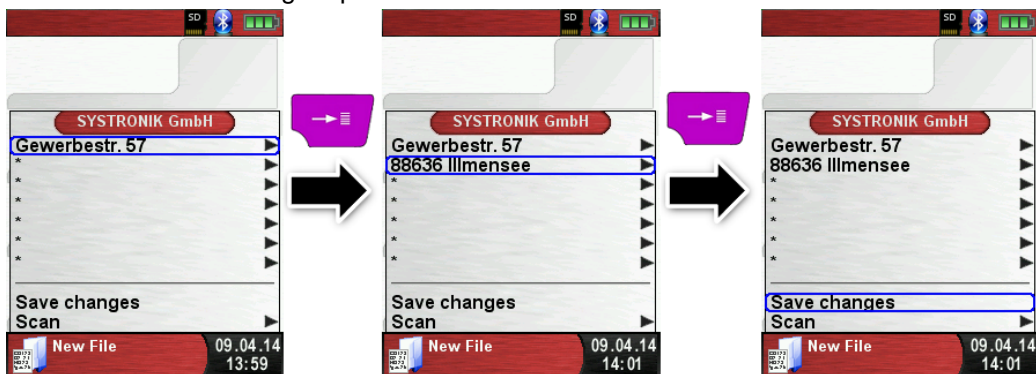 SD
SYSTRONIK GmbH
Gewerbestr. 57
*
*
*
*
*
*
Save changes
Scan
New File
09.04.14
13:59
SD
SYSTRONIK GmbH
Gewerbestr. 57
88636 Illmensee
*
*
*
*
*
Save changes
Scan
New File
09.04.14
14:01
SD
SYSTRONIK GmbH
Gewerbestr. 57
88636 Illmensee
*
*
*
*
*
Save changes
Scan
New File
09.04.14
14:01